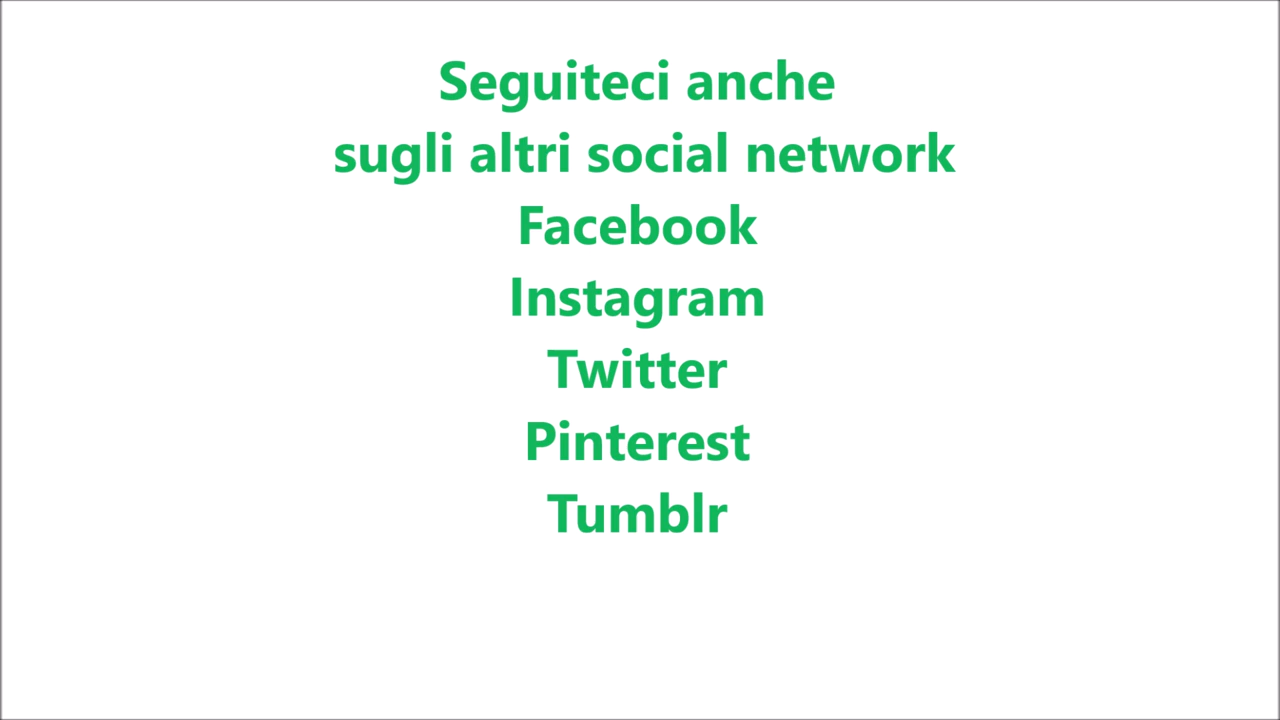 Seguiteci anche
sugli altri social network
Facebook
Instagram
Twitter
Pinterest
Tumblr